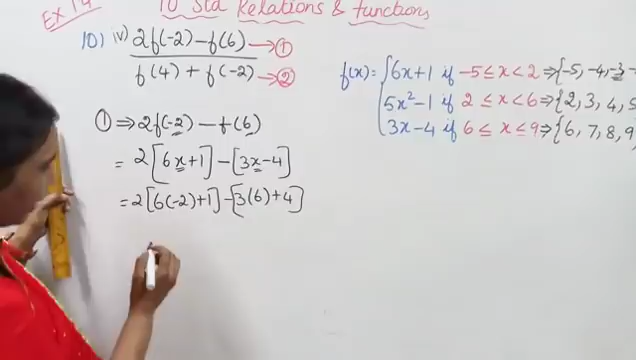 Ex 1.4
10 Std Relations & functions
10) iv) 2f(-2) - f(6) → ①
f(4) + f(-2) → ②
f(x) = { 6x+1 if -5 ≤ x < 2 ⇒ {-5, -4, -3
5x²-1 if 2 ≤ x < 6 ⇒ {2, 3, 4, 5
3x-4 if 6 ≤ x ≤ 9 ⇒ {6, 7, 8, 9
① ⇒ 2f(-2) - f(6)
= 2[6x+1] - [3x-4]
= 2[6(-2)+1] - [3(6)+4]